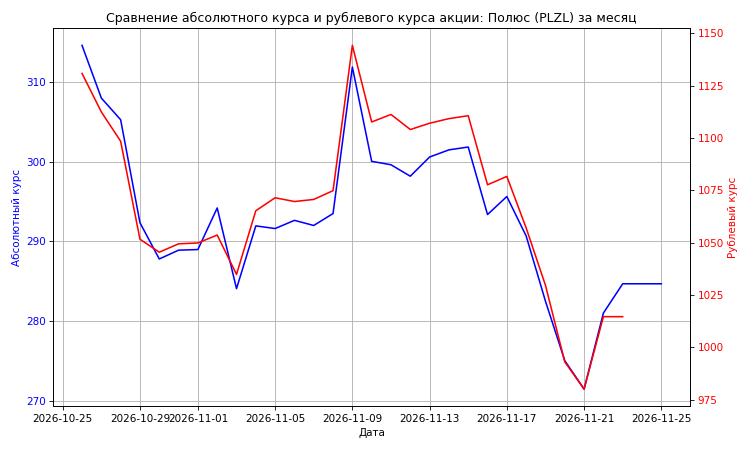 Сравнение абсолютного курса и рублевого курса акции: Полюс (PLZL) за месяц
Абсолютный курс
310
300
290
280
270
1150
1125
1100
1075
1050
1025
1000
975
Рублевый курс
2026-10-25 2026-10-29 2026-11-01 2026-11-05 2026-11-09 2026-11-13 2026-11-17 2026-11-21 2026-11-25
Дата